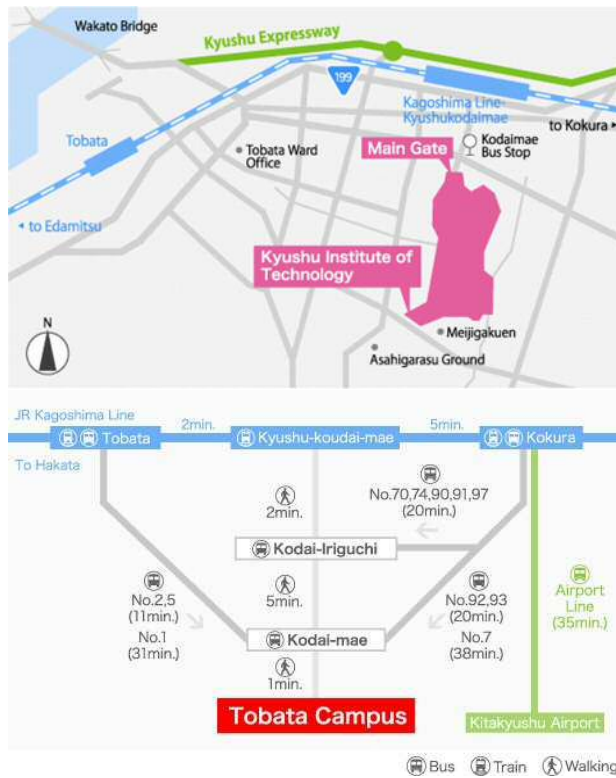 Wakato Bridge
Kyushu Expressway
199
Kagoshima Line-
Kyushukodaimae
to Kokura
Tobata
Tobata Ward
Office
Main Gate
Kodaimae
Bus Stop
to Edamitsu
Kyushu Institute of
Technology
N
Meijigakuen
Asahigarasu Ground
JR Kagoshima Line
Tobata
2min.
Kyushu-koudai-mae
5min.
Kokura
To Hakata
2min.
No.70,74,90,91,97
(20min.)
Kodai-Iriguchi
No.2,5
(11min.)
No.1
(31min.)
5min.
No.92,93
(20min.)
No.7
(38min.)
Airport
Line
(35min.)
Kodai-mae
1min.
Tobata Campus
Kitakyushu Airport
Bus Train Walking